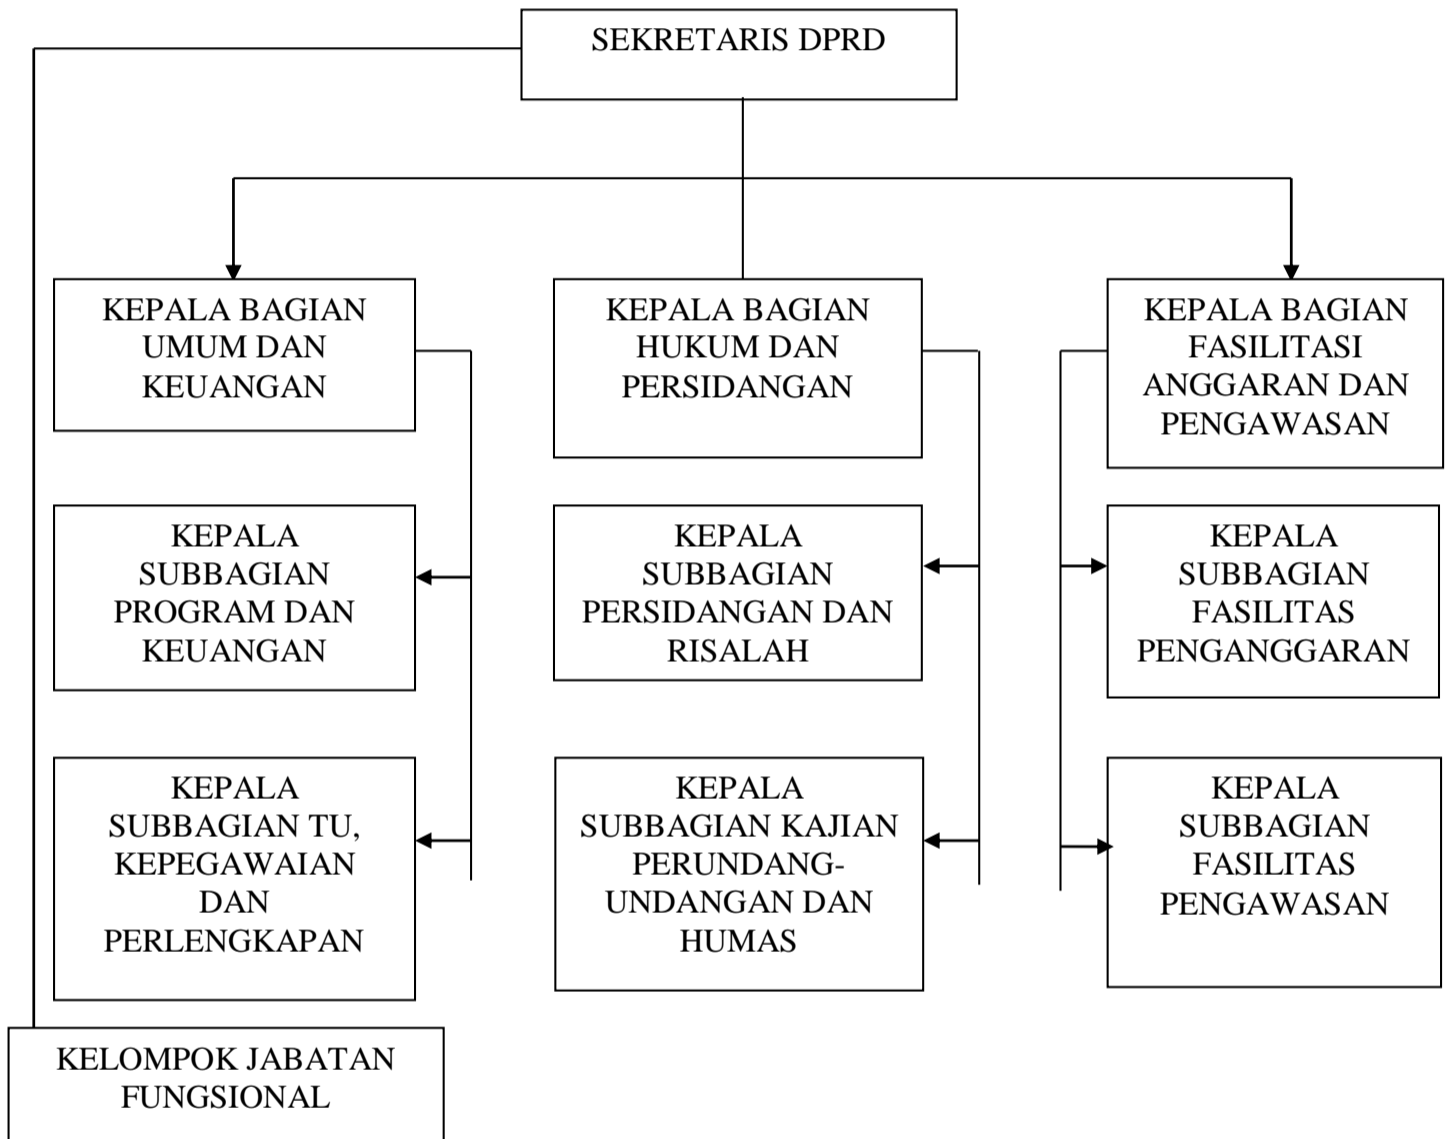 SEKRETARIS DPRD
KEPALA BAGIAN
UMUM DAN
KEUANGAN
KEPALA BAGIAN
HUKUM DAN
PERSIDANGAN
KEPALA BAGIAN
FASILITASI
ANGGARAN DAN
PENGAWASAN
KEPALA
SUBBAGIAN
PROGRAM DAN
KEUANGAN
KEPALA
SUBBAGIAN
PERSIDANGAN DAN
RISALAH
KEPALA
SUBBAGIAN
FASILITAS
PENGANGGARAN
KEPALA
SUBBAGIAN TU,
KEPEGAWAIAN
DAN
PERLENGKAPAN
KEPALA
SUBBAGIAN KAJIAN
PERUNDANG-
UNDANGAN DAN
HUMAS
KEPALA
SUBBAGIAN
FASILITAS
PENGAWASAN
KELOMPOK JABATAN
FUNGSIONAL